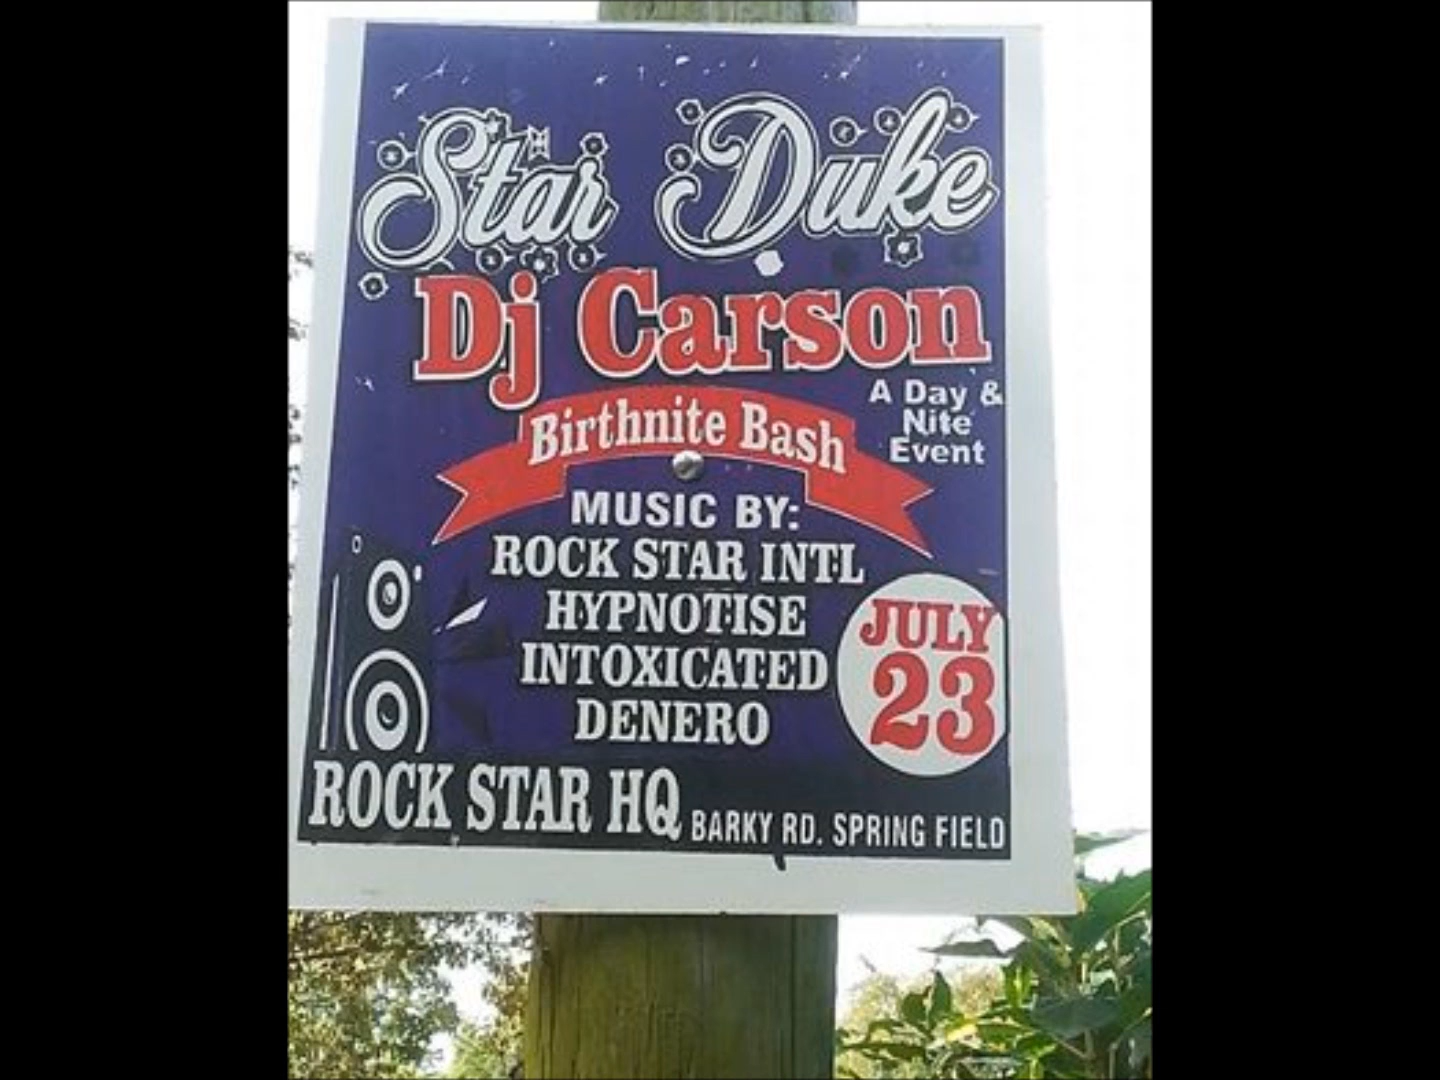 Star Duke
Dj Carson
Birthnite Bash
A Day &
Nite
Event
MUSIC BY:
ROCK STAR INTL
HYPNOTISE
INTOXICATED
DENERO
JULY
23
ROCK STAR HQ BARKY RD. SPRING FIELD